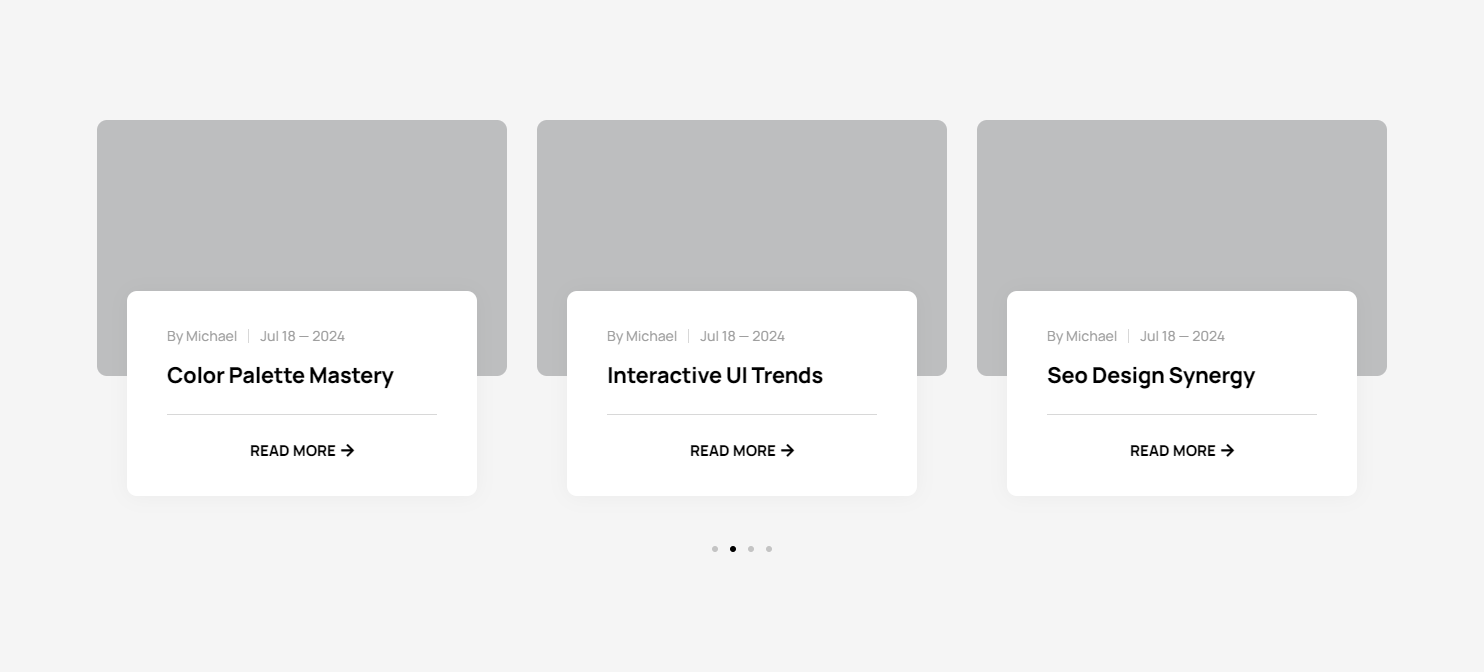 By Michael | Jul 18 — 2024
Color Palette Mastery
READ MORE →
By Michael | Jul 18 — 2024
Interactive UI Trends
READ MORE →
By Michael | Jul 18 — 2024
Seo Design Synergy
READ MORE →